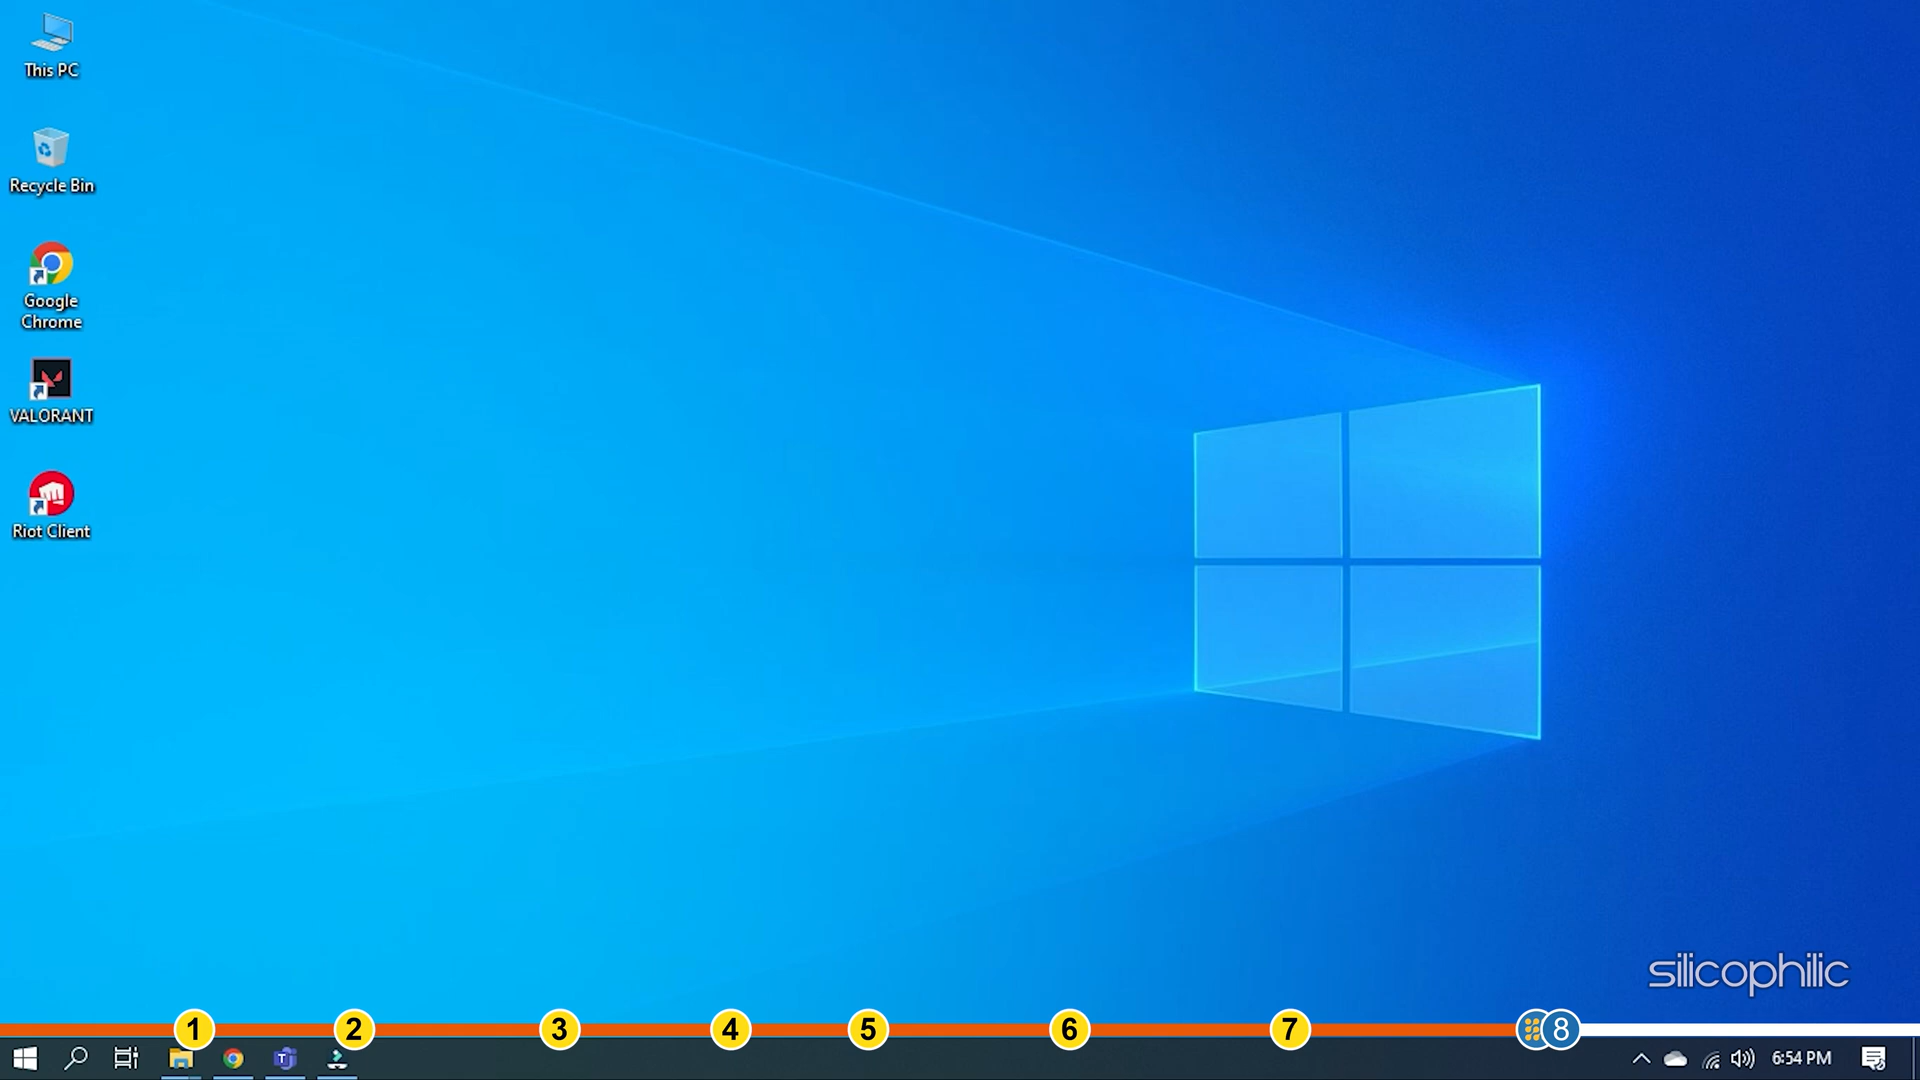 This PC
Recycle Bin
Google
Chrome
VALORANT
Riot Client
silicophilic
1 2 3 4 5 6 7 8
6:54 PM